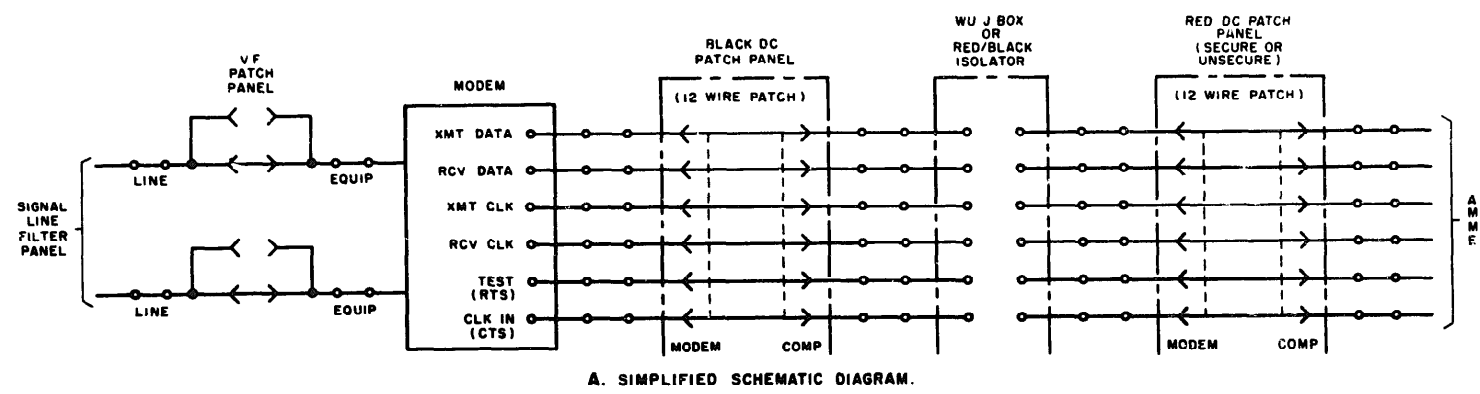 SIGNAL
LINE
FILTER
PANEL
V F
PATCH
PANEL
LINE
EQUIP
LINE
EQUIP
MODEM
XMT DATA
RCV DATA
XMT CLK
RCV CLK
TEST
(RTS)
CLK IN
(CTS)
BLACK DC
PATCH PANEL
(12 WIRE PATCH)
MODEM
COMP
WU J BOX
OR
RED/BLACK
ISOLATOR
RED DC PATCH
PANEL
(SECURE OR
UNSECURE)
(12 WIRE PATCH)
MODEM
COMP
A
M
M
E
A. SIMPLIFIED SCHEMATIC DIAGRAM.